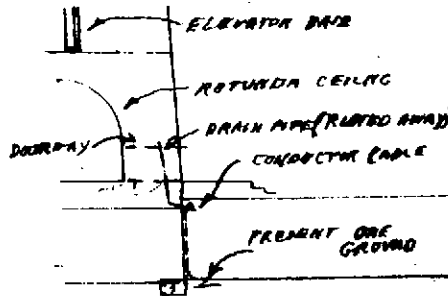 ELEVATOR BASE
ROTUNDA CEILING
DOORWAY
DRAIN PIPE (RUSTED AWAY)
CONDUCTOR CABLE
PRESENT ONE
GROUND